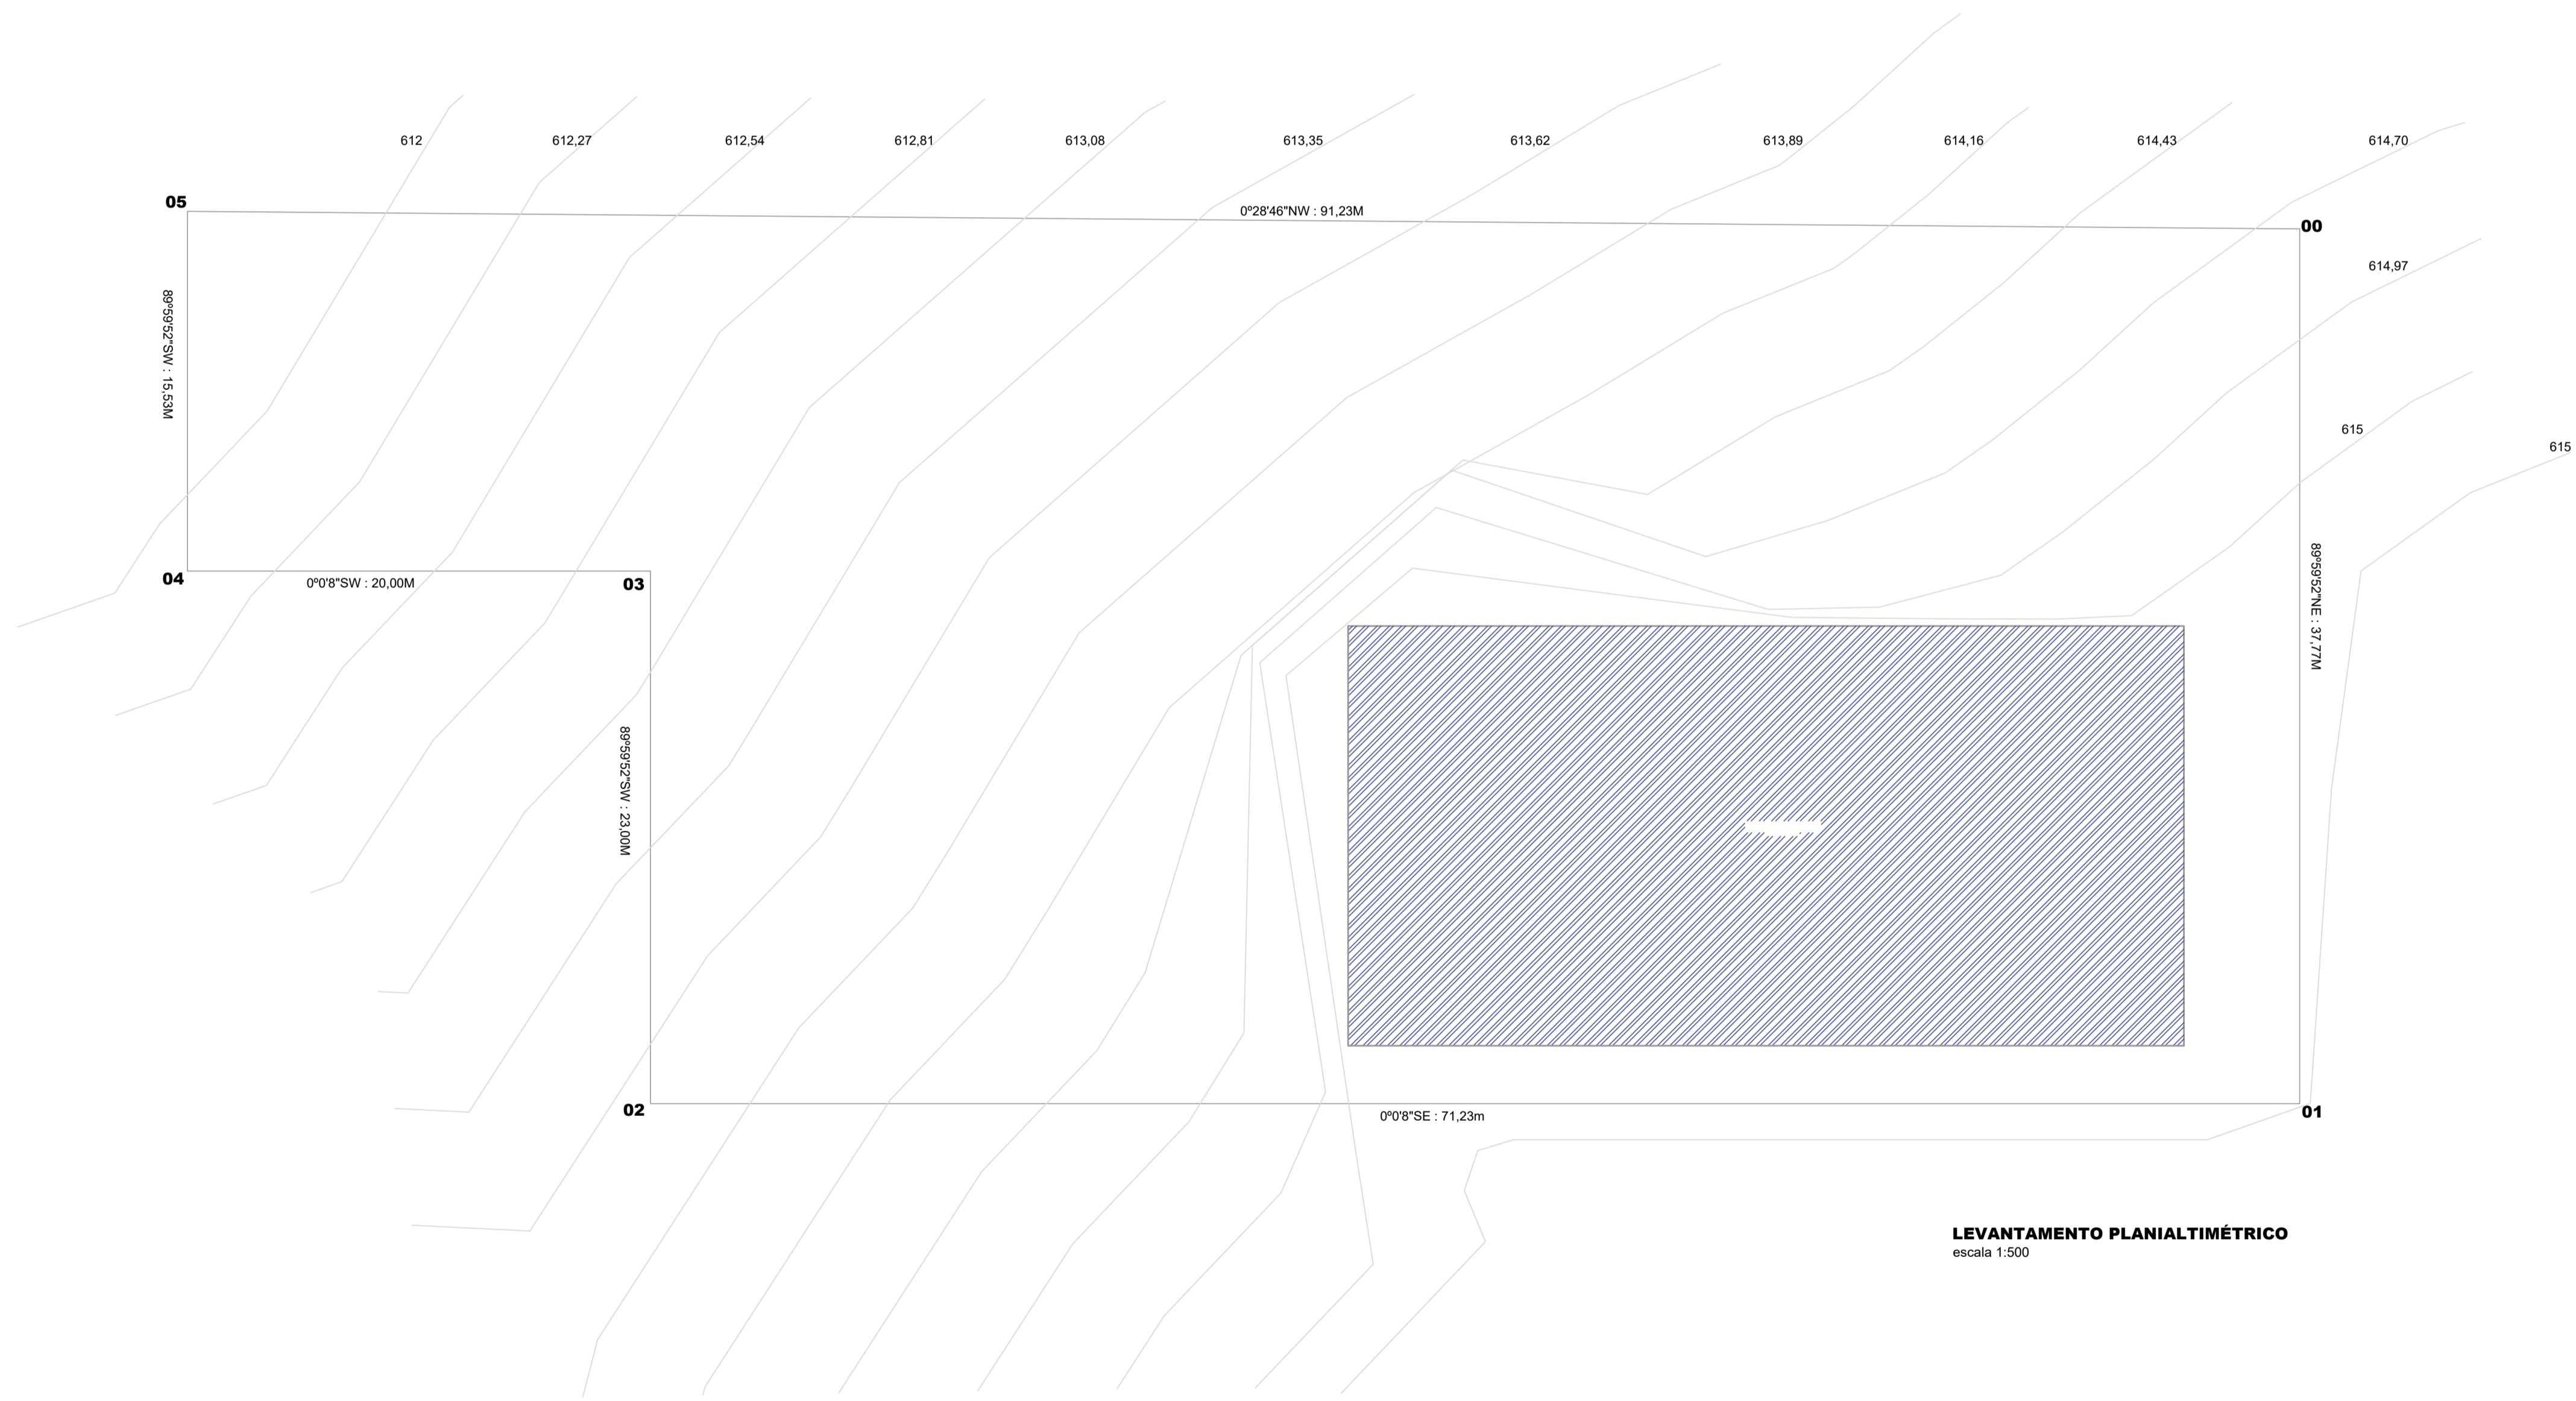 612
612,27
612,54
612,81
613,08
613,35
613,62
613,89
614,16
614,43
614,70
05
0º28'46"NW : 91,23M
00
614,97
89º59'52"SW : 15,53M
615
615
04
0º0'8"SW : 20,00M
03
89º59'52"NE : 37,77M
89º59'52"SW : 23,00M
02
0º0'8"SE : 71,23m
01
LEVANTAMENTO PLANIALTIMÉTRICO
escala 1:500